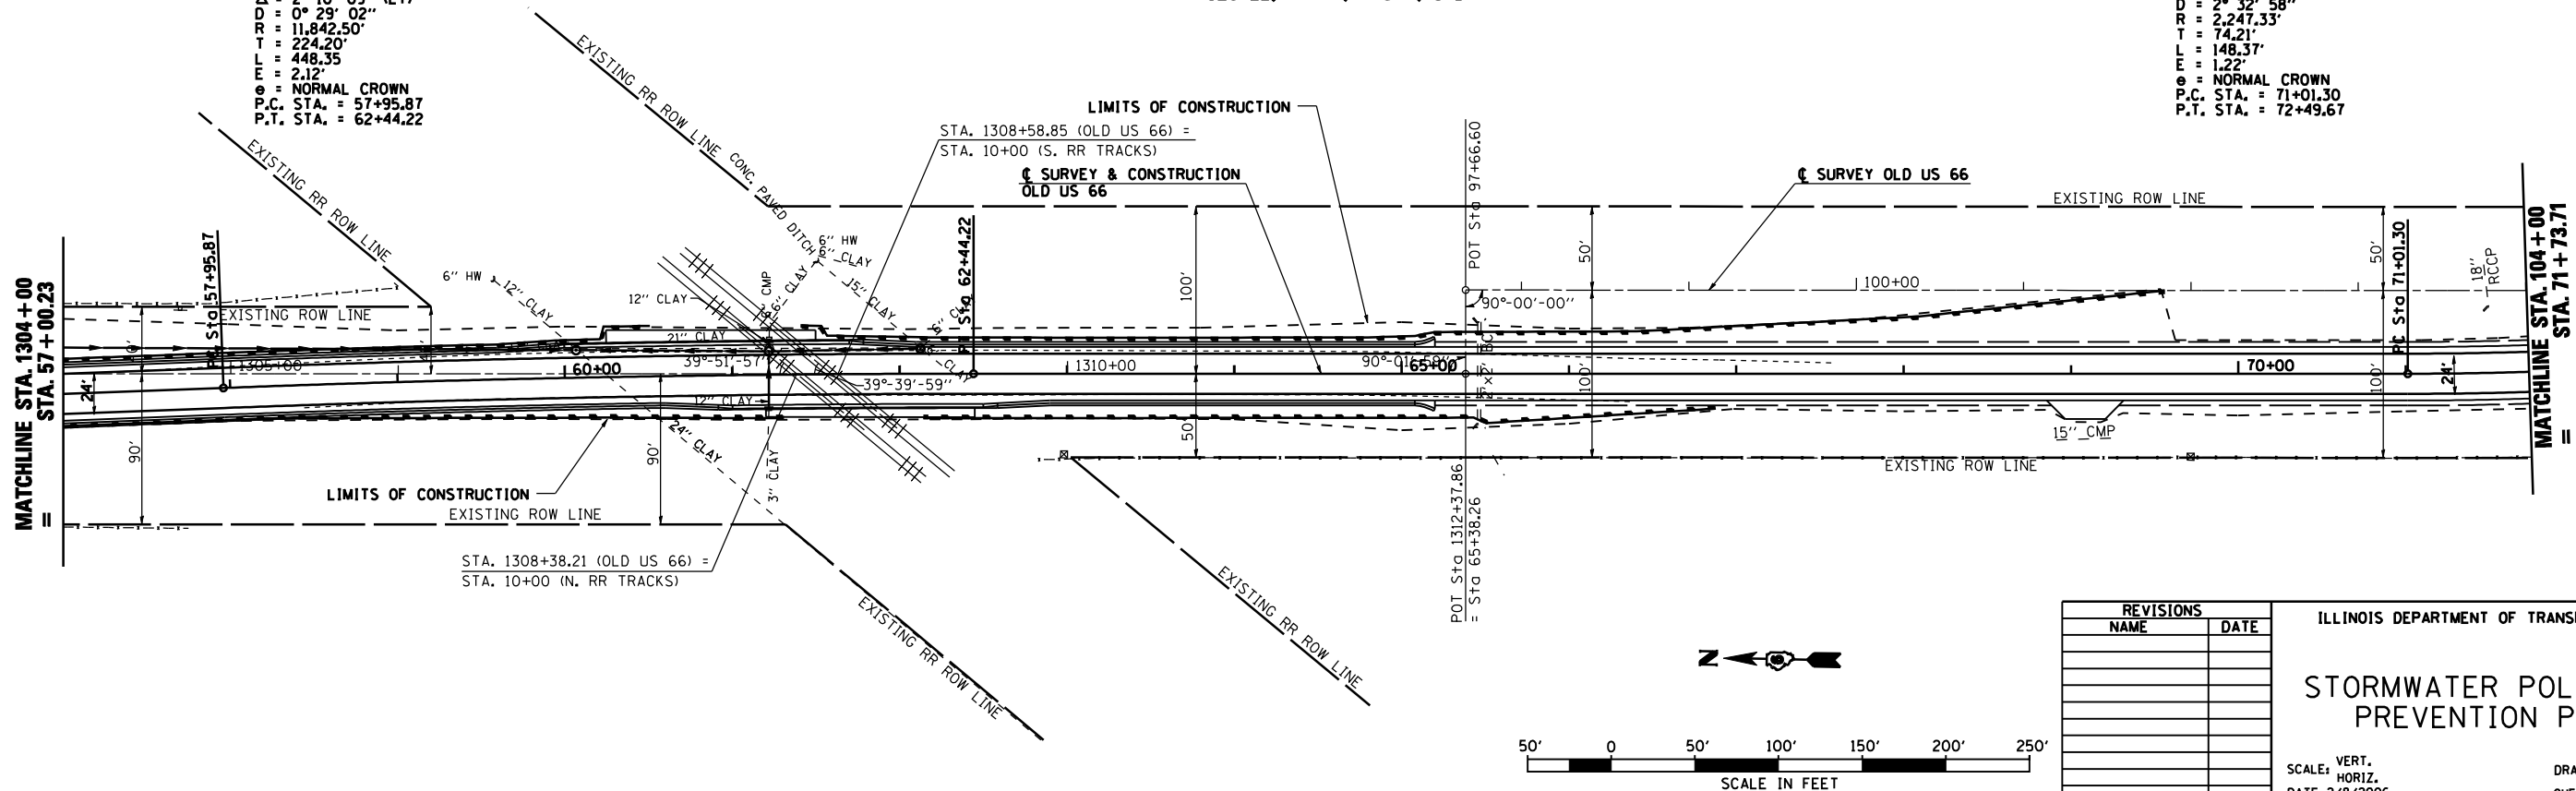 D = 0° 29' 02"
R = 11,842.50'
T = 224.20'
L = 448.35
E = 2.12'
e = NORMAL CROWN
P.C. STA. = 57+95.87
P.T. STA. = 62+44.22
D = 2° 32' 58"
R = 2,247.33'
T = 74.21'
L = 148.37'
E = 1.22'
e = NORMAL CROWN
P.C. STA. = 71+01.30
P.T. STA. = 72+49.67
EXISTING RR ROW LINE
EXISTING RR ROW LINE
CONC. PAVED DITCH
LIMITS OF CONSTRUCTION
STA. 1308+58.85 (OLD US 66) =
STA. 10+00 (S. RR TRACKS)
℄ SURVEY & CONSTRUCTION
OLD US 66
POT Sta 97+66.60
℄ SURVEY OLD US 66
EXISTING ROW LINE
MATCHLINE STA. 1304+00
= STA. 57+00.23
Sta 57+95.87
EXISTING ROW LINE
6" HW
12" CLAY
12" CLAY
CMP
6" CLAY
6" HW
6" CLAY
15" CLAY
Sta 62+44.22
100'
50'
90°-00'-00"
100+00
50'
PC Sta 71+01.30
18" RCCP
MATCHLINE STA. 104+00
= STA. 71+73.71
21" CLAY
39°-51'-57"
39°-39'-59"
1305+00
60+00
1310+00
65+00
70+00
24'
24'
12" CLAY
24" CLAY
3" CLAY
90'
90'
50'
100'
100'
15" CMP
EXISTING ROW LINE
LIMITS OF CONSTRUCTION
EXISTING ROW LINE
STA. 1308+38.21 (OLD US 66) =
STA. 10+00 (N. RR TRACKS)
EXISTING RR ROW LINE
EXISTING RR ROW LINE
POT Sta 1312+37.86
= Sta 65+38.26
N
50' 0 50' 100' 150' 200' 250'
SCALE IN FEET
REVISIONS
NAME DATE
ILLINOIS DEPARTMENT OF TRANS
STORMWATER POL
PREVENTION P
SCALE: VERT.
HORIZ.